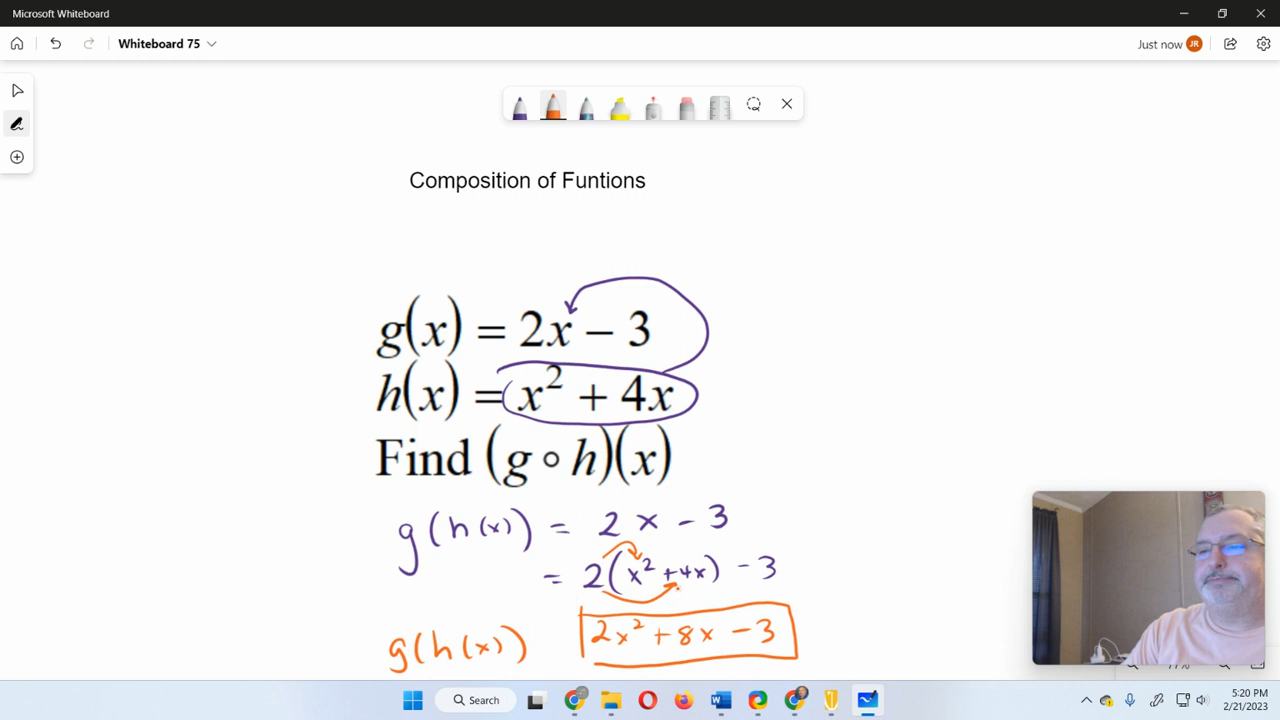 Microsoft Whiteboard
Whiteboard 75
Just now JR
Composition of Funtions
g(x) = 2x − 3
h(x) = x² + 4x
Find (g ∘ h)(x)
g(h(x)) = 2x − 3
= 2(x² + 4x) − 3
g(h(x)) 2x² + 8x − 3
Search
5:20 PM
2/21/2023